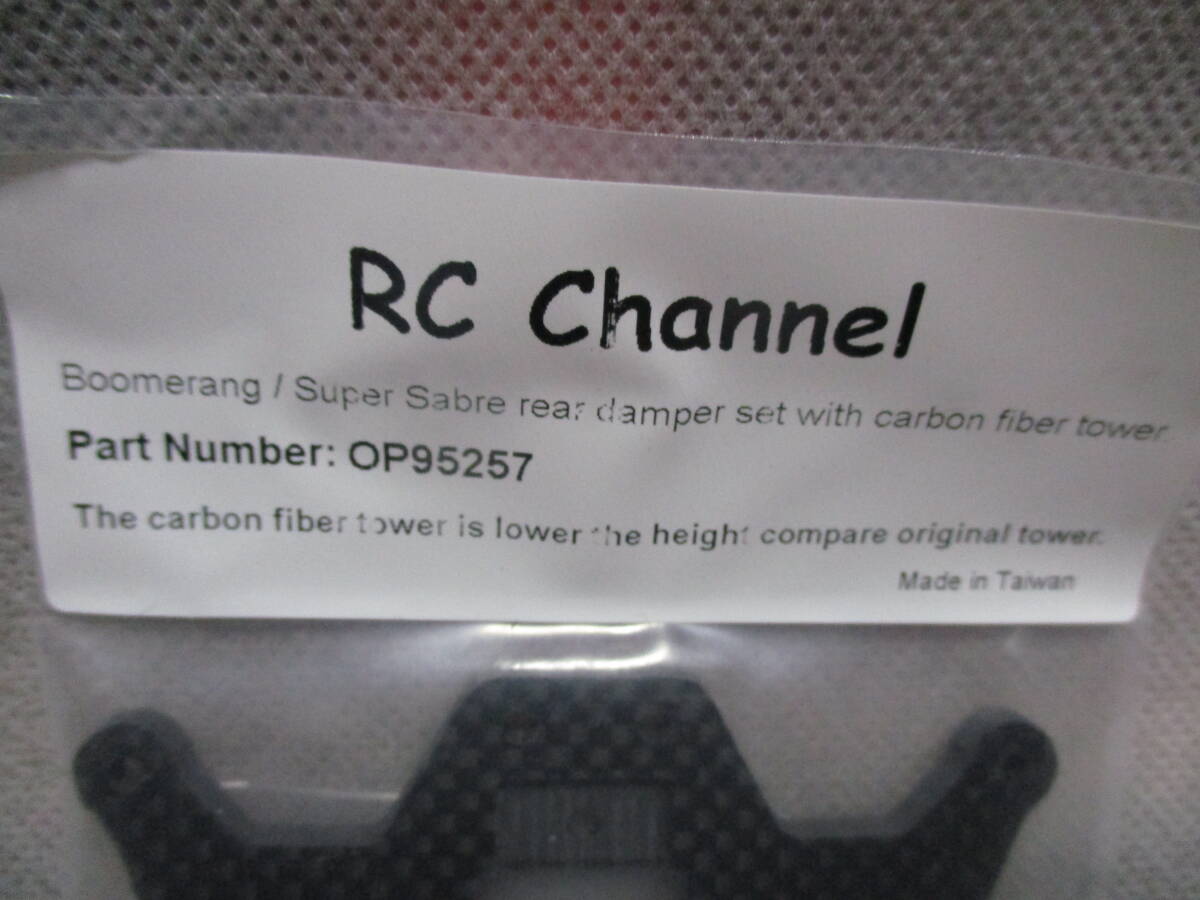 RC Channel
Boomerang / Super Sabre rear damper set with carbon fiber tower
Part Number: OP95257
The carbon fiber tower is lower the height compare original tower.
Made in Taiwan